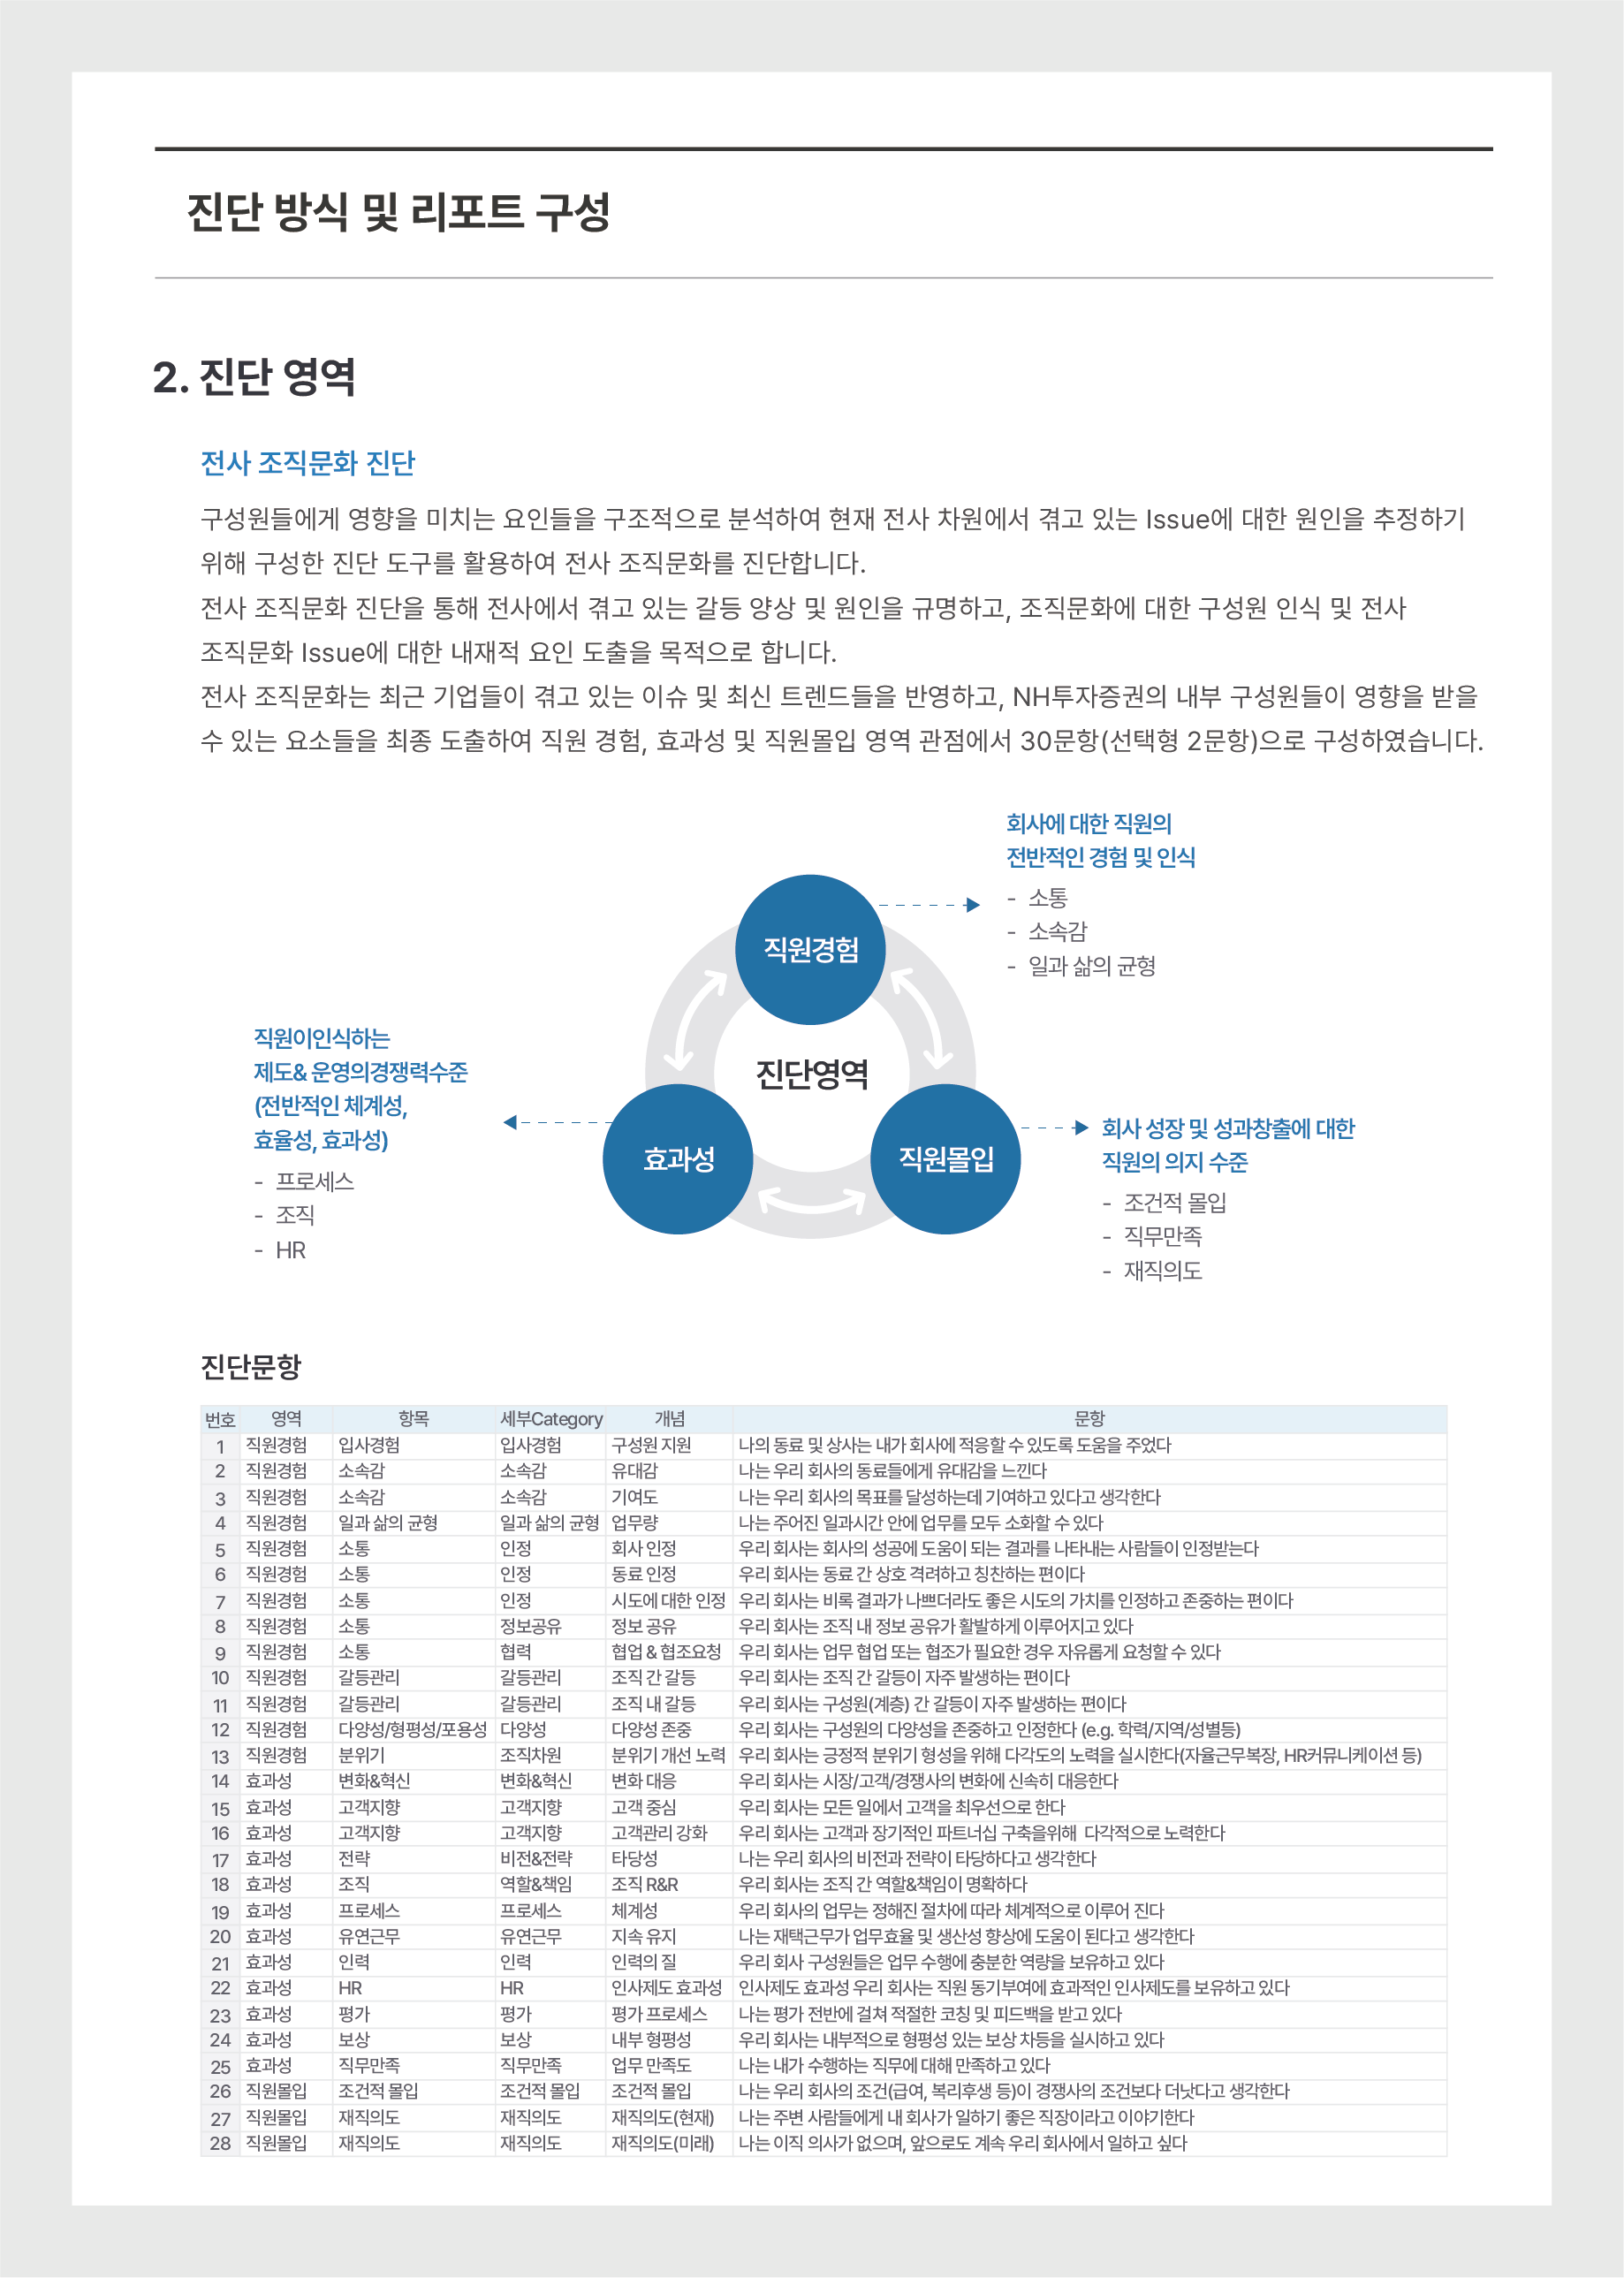 진단 방식 및 리포트 구성
2. 진단 영역
전사 조직문화 진단
구성원들에게 영향을 미치는 요인들을 구조적으로 분석하여 현재 전사 차원에서 겪고 있는 Issue에 대한 원인을 추정하기
위해 구성한 진단 도구를 활용하여 전사 조직문화를 진단합니다.
전사 조직문화 진단을 통해 전사에서 겪고 있는 갈등 양상 및 원인을 규명하고, 조직문화에 대한 구성원 인식 및 전사
조직문화 Issue에 대한 내재적 요인 도출을 목적으로 합니다.
전사 조직문화는 최근 기업들이 겪고 있는 이슈 및 최신 트렌드들을 반영하고, NH투자증권의 내부 구성원들이 영향을 받을
수 있는 요소들을 최종 도출하여 직원 경험, 효과성 및 직원몰입 영역 관점에서 30문항(선택형 2문항)으로 구성하였습니다.
회사에 대한 직원의
전반적인 경험 및 인식
- 소통
- 소속감
- 일과 삶의 균형
직원경험
진단영역
직원이인식하는
제도& 운영의경쟁력수준
(전반적인 체계성,
효율성, 효과성)
- 프로세스
- 조직
- HR
효과성
직원몰입
회사 성장 및 성과창출에 대한
직원의 의지 수준
- 조건적 몰입
- 직무만족
- 재직의도
진단문항
번호 영역 항목 세부Category 개념 문항
1 직원경험 입사경험 입사경험 구성원 지원 나의 동료 및 상사는 내가 회사에 적응할 수 있도록 도움을 주었다
2 직원경험 소속감 소속감 유대감 나는 우리 회사의 동료들에게 유대감을 느낀다
3 직원경험 소속감 소속감 기여도 나는 우리 회사의 목표를 달성하는데 기여하고 있다고 생각한다
4 직원경험 일과 삶의 균형 일과 삶의 균형 업무량 나는 주어진 일과시간 안에 업무를 모두 소화할 수 있다
5 직원경험 소통 인정 회사 인정 우리 회사는 회사의 성공에 도움이 되는 결과를 나타내는 사람들이 인정받는다
6 직원경험 소통 인정 동료 인정 우리 회사는 동료 간 상호 격려하고 칭찬하는 편이다
7 직원경험 소통 인정 시도에 대한 인정 우리 회사는 비록 결과가 나쁘더라도 좋은 시도의 가치를 인정하고 존중하는 편이다
8 직원경험 소통 정보공유 정보 공유 우리 회사는 조직 내 정보 공유가 활발하게 이루어지고 있다
9 직원경험 소통 협력 협업 & 협조요청 우리 회사는 업무 협업 또는 협조가 필요한 경우 자유롭게 요청할 수 있다
10 직원경험 갈등관리 갈등관리 조직 간 갈등 우리 회사는 조직 간 갈등이 자주 발생하는 편이다
11 직원경험 갈등관리 갈등관리 조직 내 갈등 우리 회사는 구성원(계층) 간 갈등이 자주 발생하는 편이다
12 직원경험 다양성/형평성/포용성 다양성 다양성 존중 우리 회사는 구성원의 다양성을 존중하고 인정한다 (e.g. 학력/지역/성별등)
13 직원경험 분위기 조직차원 분위기 개선 노력 우리 회사는 긍정적 분위기 형성을 위해 다각도의 노력을 실시한다(자율근무복장, HR커뮤니케이션 등)
14 효과성 변화&혁신 변화&혁신 변화 대응 우리 회사는 시장/고객/경쟁사의 변화에 신속히 대응한다
15 효과성 고객지향 고객지향 고객 중심 우리 회사는 모든 일에서 고객을 최우선으로 한다
16 효과성 고객지향 고객지향 고객관리 강화 우리 회사는 고객과 장기적인 파트너십 구축을위해 다각적으로 노력한다
17 효과성 전략 비전&전략 타당성 나는 우리 회사의 비전과 전략이 타당하다고 생각한다
18 효과성 조직 역할&책임 조직 R&R 우리 회사는 조직 간 역할&책임이 명확하다
19 효과성 프로세스 프로세스 체계성 우리 회사의 업무는 정해진 절차에 따라 체계적으로 이루어 진다
20 효과성 유연근무 유연근무 지속 유지 나는 재택근무가 업무효율 및 생산성 향상에 도움이 된다고 생각한다
21 효과성 인력 인력 인력의 질 우리 회사 구성원들은 업무 수행에 충분한 역량을 보유하고 있다
22 효과성 HR HR 인사제도 효과성 인사제도 효과성 우리 회사는 직원 동기부여에 효과적인 인사제도를 보유하고 있다
23 효과성 평가 평가 평가 프로세스 나는 평가 전반에 걸쳐 적절한 코칭 및 피드백을 받고 있다
24 효과성 보상 보상 내부 형평성 우리 회사는 내부적으로 형평성 있는 보상 차등을 실시하고 있다
25 효과성 직무만족 직무만족 업무 만족도 나는 내가 수행하는 직무에 대해 만족하고 있다
26 직원몰입 조건적 몰입 조건적 몰입 조건적 몰입 나는 우리 회사의 조건(급여, 복리후생 등)이 경쟁사의 조건보다 더낫다고 생각한다
27 직원몰입 재직의도 재직의도 재직의도(현재) 나는 주변 사람들에게 내 회사가 일하기 좋은 직장이라고 이야기한다
28 직원몰입 재직의도 재직의도 재직의도(미래) 나는 이직 의사가 없으며, 앞으로도 계속 우리 회사에서 일하고 싶다